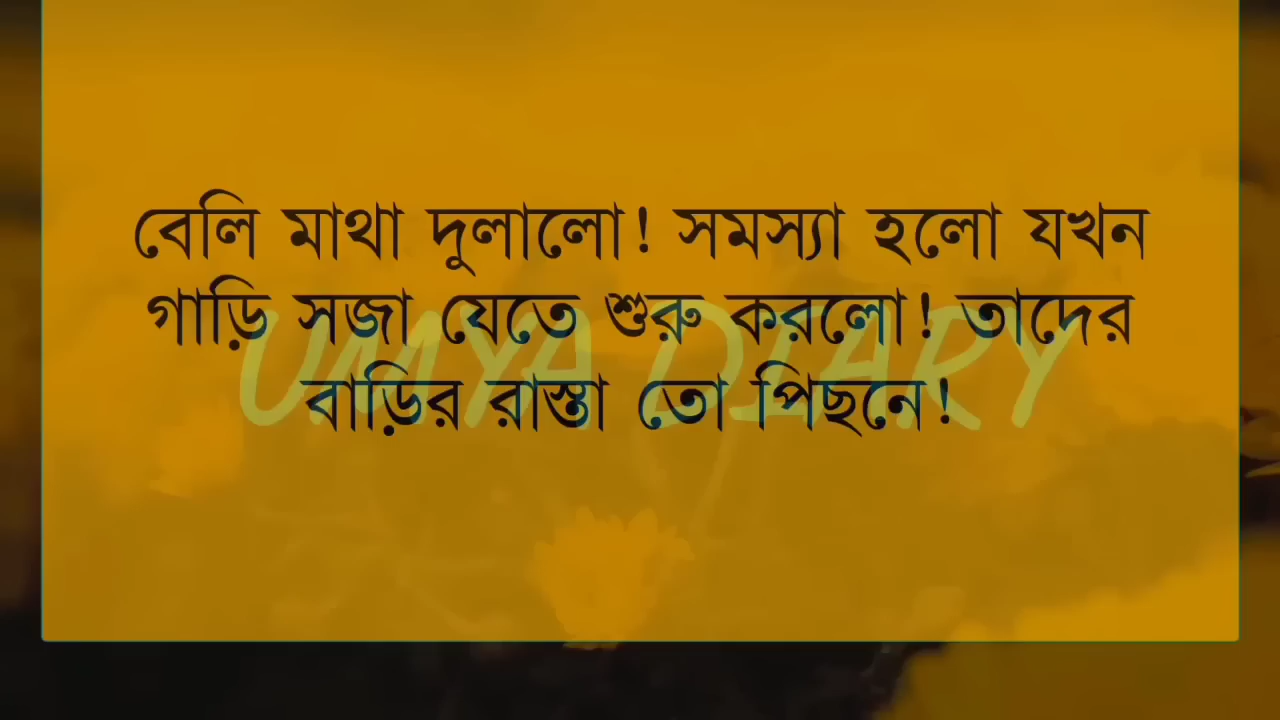 বেলি মাথা দুলালো! সমস্যা হলো যখন
গাড়ি সজা যেতে শুরু করলো! তাদের
বাড়ির রাস্তা তো পিছনে!
UMYA DIARY